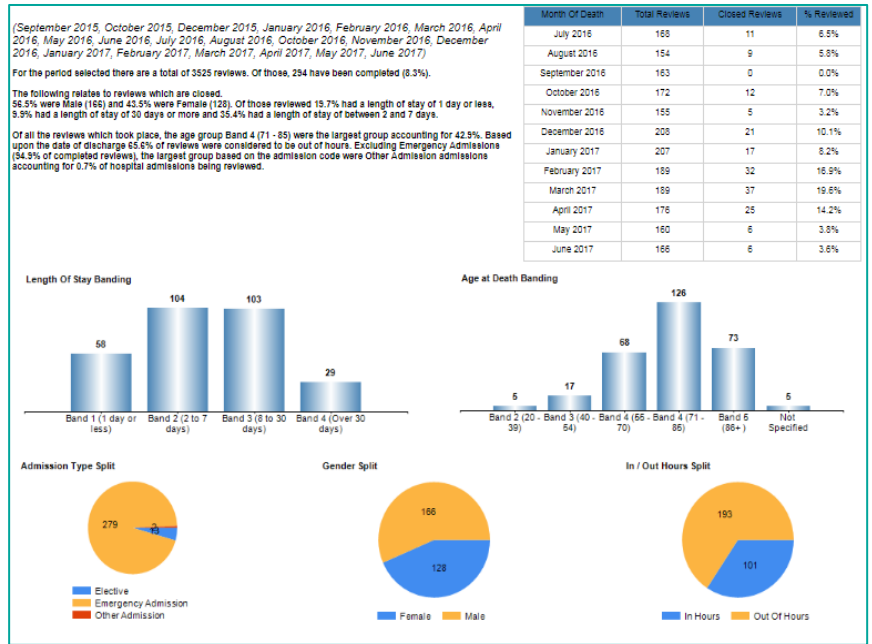 (September 2015, October 2015, December 2015, January 2016, February 2016, March 2016, April
2016, May 2016, June 2016, July 2016, August 2016, October 2016, November 2016, December
2016, January 2017, February 2017, March 2017, April 2017, May 2017, June 2017)
For the period selected there are a total of 3525 reviews. Of those, 294 have been completed (8.3%).
The following relates to reviews which are closed.
56.5% were Male (166) and 43.5% were Female (128). Of those reviewed 19.7% had a length of stay of 1 day or less,
9.9% had a length of stay of 30 days or more and 35.4% had a length of stay of between 2 and 7 days.
Of all the reviews which took place, the age group Band 4 (71 - 85) were the largest group accounting for 42.9%. Based
upon the date of discharge 65.6% of reviews were considered to be out of hours. Excluding Emergency Admissions
(94.9% of completed reviews), the largest group based on the admission code were Other Admission admissions
accounting for 0.7% of hospital admissions being reviewed.
Month Of Death Total Reviews Closed Reviews % Reviewed
July 2016 168 11 6.5%
August 2016 154 9 5.8%
September 2016 163 0 0.0%
October 2016 172 12 7.0%
November 2016 155 5 3.2%
December 2016 208 21 10.1%
January 2017 207 17 8.2%
February 2017 189 32 16.9%
March 2017 189 37 19.6%
April 2017 176 25 14.2%
May 2017 160 6 3.8%
June 2017 166 6 3.6%
Length Of Stay Banding
58 104 103 29
Band 1 (1 day or less)
Band 2 (2 to 7 days)
Band 3 (8 to 30 days)
Band 4 (Over 30 days)
Age at Death Banding
5 17 68 126 73 5
Band 2 (20 - 39)
Band 3 (40 - 54)
Band 4 (55 - 70)
Band 4 (71 - 85)
Band 5 (86+ )
Not Specified
Admission Type Split
279
13
Elective
Emergency Admission
Other Admission
Gender Split
166
128
Female Male
In / Out Hours Split
193
101
In Hours Out Of Hours